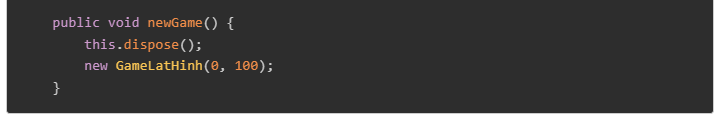 public void newGame() {
this.dispose();
new GameLatHinh(0, 100);
}